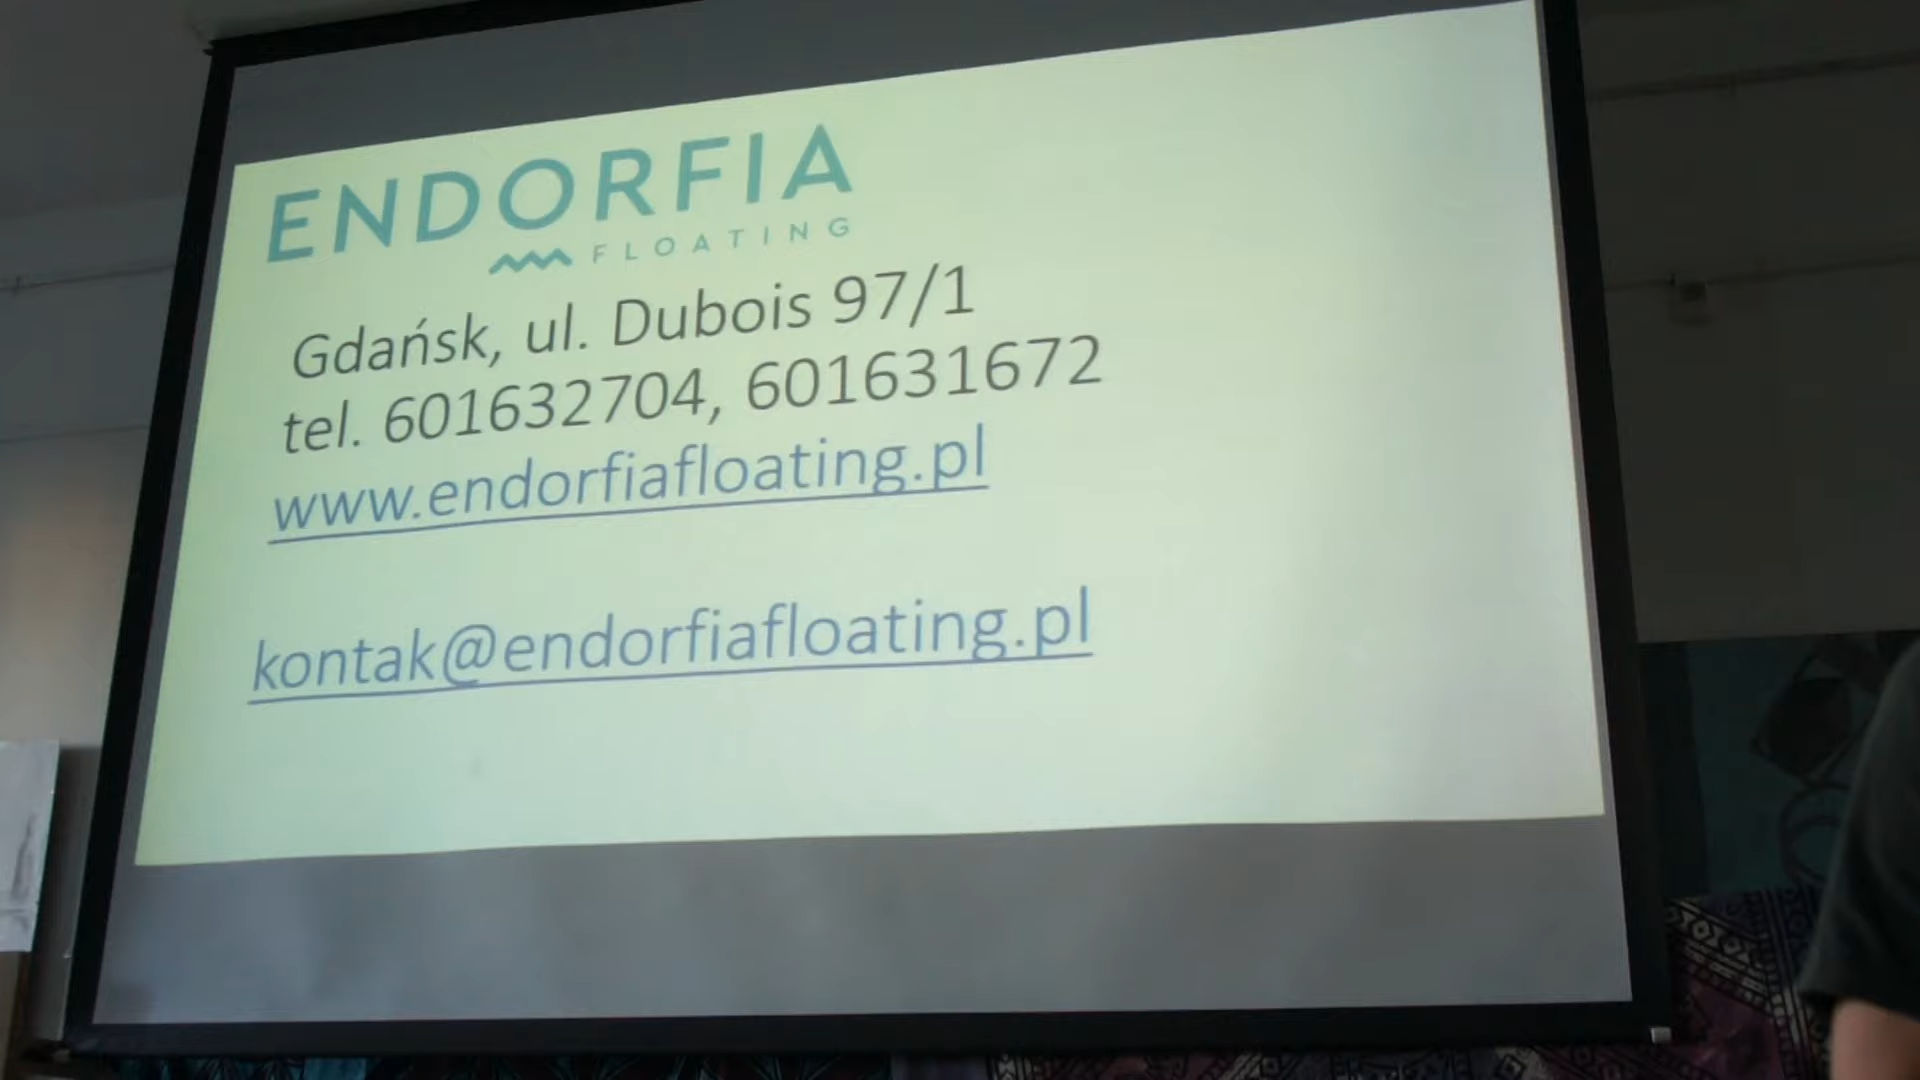 ENDORFIA
FLOATING
Gdańsk, ul. Dubois 97/1
tel. 601632704, 601631672
www.endorfiafloating.pl
kontak@endorfiafloating.pl